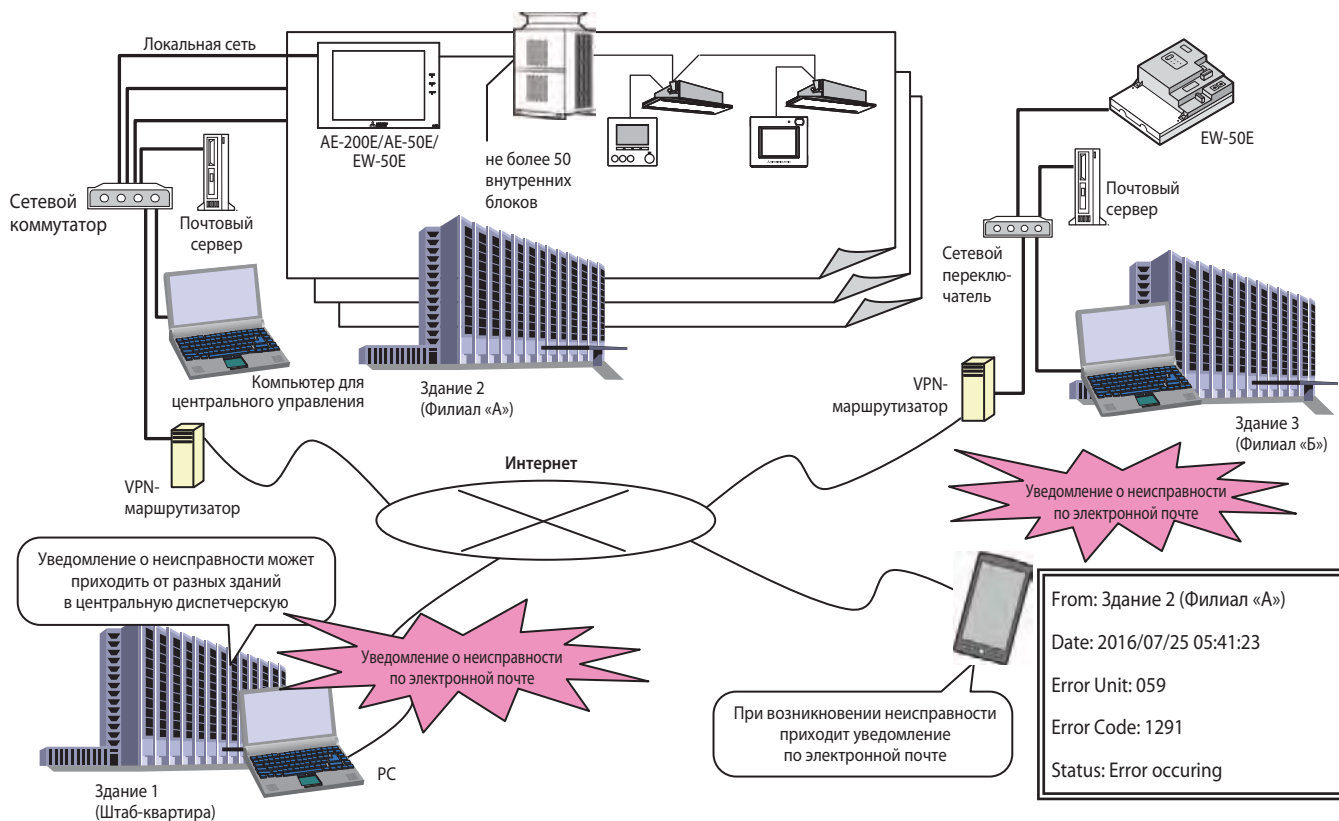 Локальная сеть
AE-200E/AE-50E/
EW-50E
не более 50
внутренних
блоков
EW-50E
Сетевой
коммутатор
Почтовый
сервер
Почтовый
сервер
Сетевой
переклю-
чатель
Компьютер для
центрального управления
Здание 2
(Филиал «А»)
VPN-
маршрутизатор
Здание 3
(Филиал «Б»)
Интернет
VPN-
маршрутизатор
Уведомление о неисправности
по электронной почте
Уведомление о неисправности может
приходить от разных зданий
в центральную диспетчерскую
Уведомление о неисправности
по электронной почте
From: Здание 2 (Филиал «А»)
Date: 2016/07/25 05:41:23
Error Unit: 059
Error Code: 1291
Status: Error occuring
При возникновении неисправности
приходит уведомление
по электронной почте
PC
Здание 1
(Штаб-квартира)